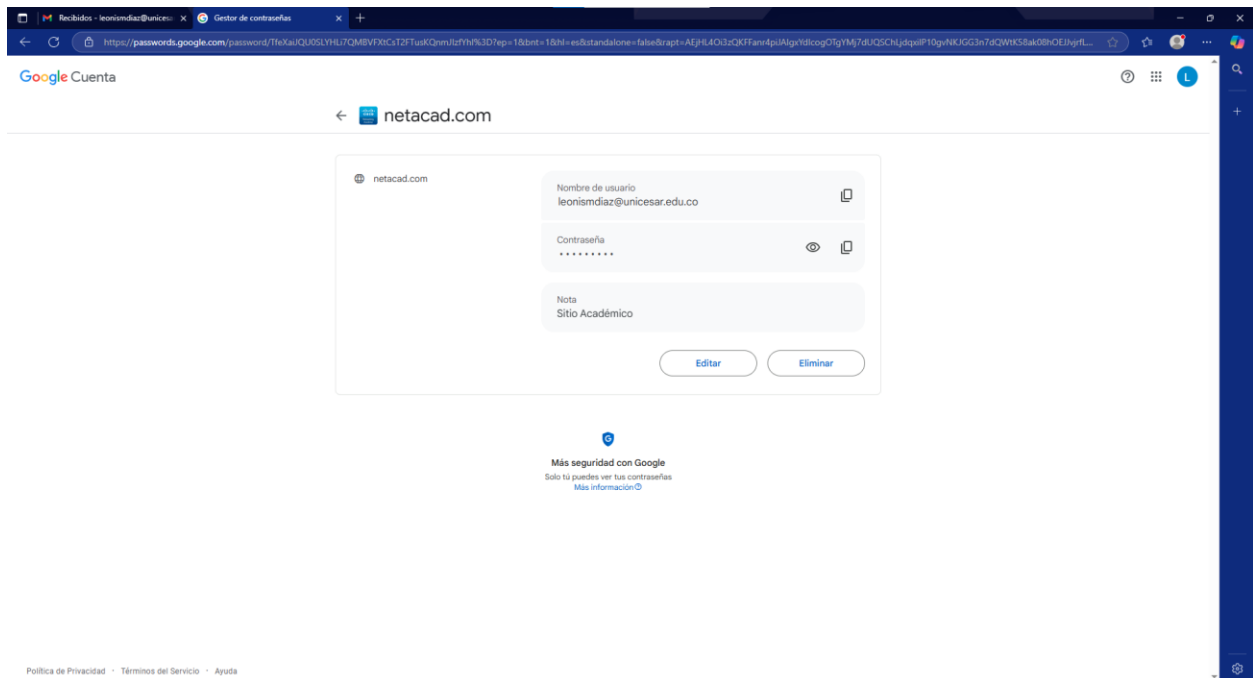 Recibidos - leonismdiaz@unicesa
Gestor de contraseñas
Google Cuenta
L
netacad.com
netacad.com
Nombre de usuario
leonismdiaz@unicesar.edu.co
Contraseña
•••••••••
Nota
Sitio Académico
Editar
Eliminar
G
Más seguridad con Google
Solo tú puedes ver tus contraseñas
Más información
Política de Privacidad · Términos del Servicio · Ayuda